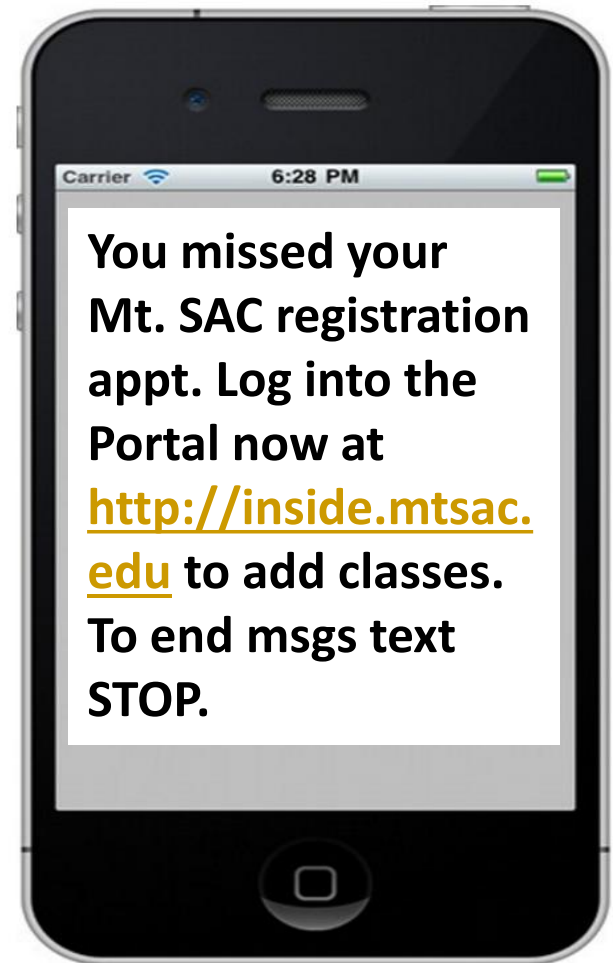 Carrier 6:28 PM
You missed your
Mt. SAC registration
appt. Log into the
Portal now at
http://inside.mtsac.
edu to add classes.
To end msgs text
STOP.